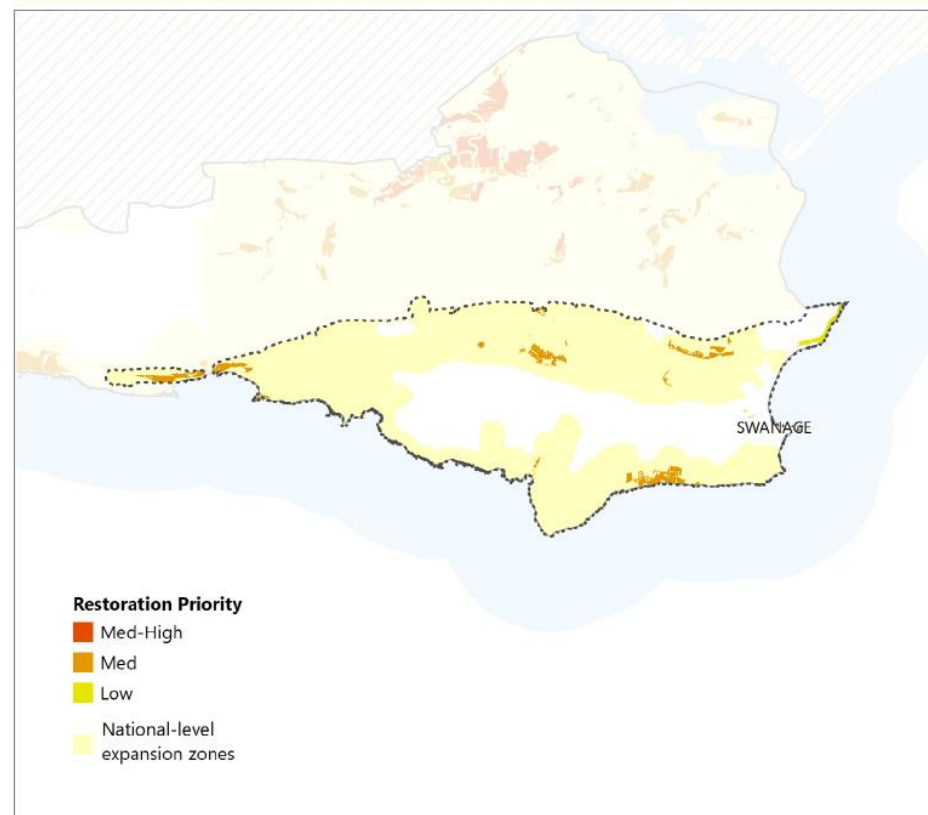 SWANAGE
Restoration Priority
Med-High
Med
Low
National-level
expansion zones